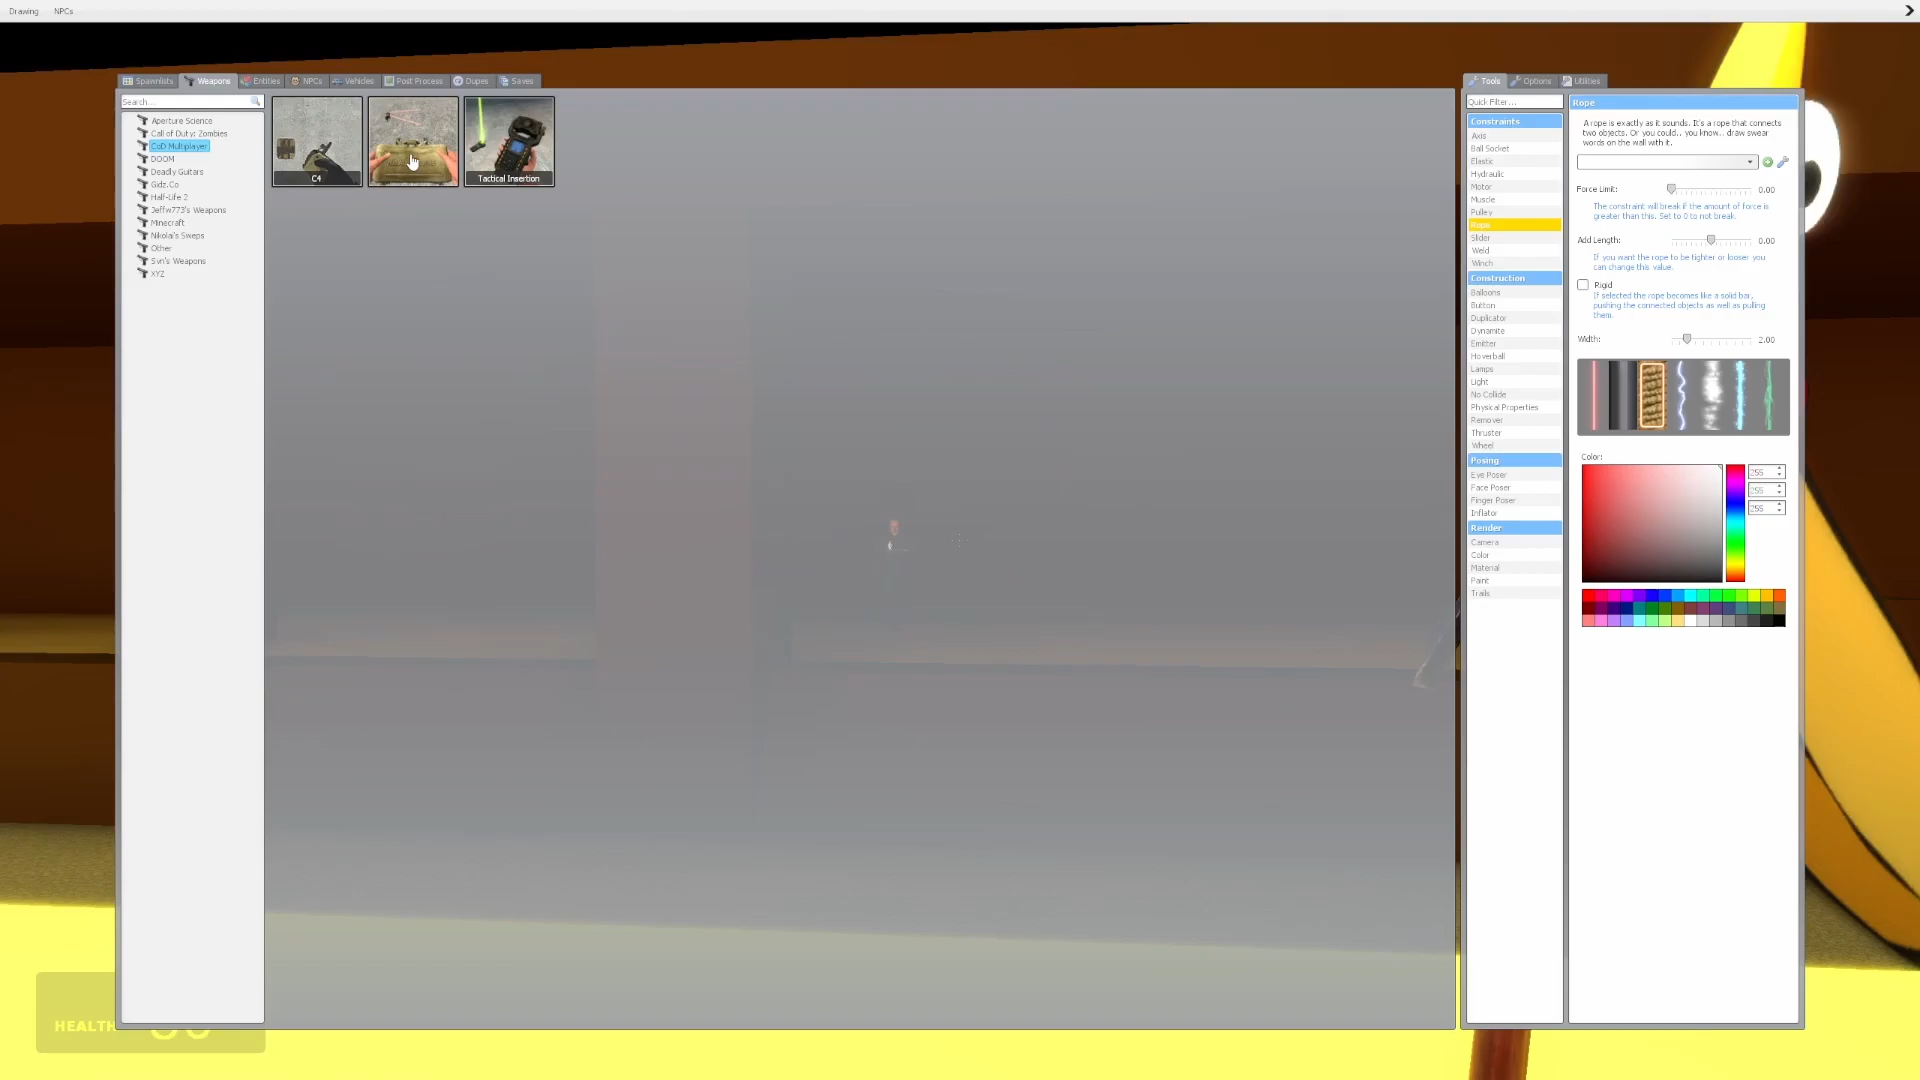 Drawing NPCs
Spawnlists Weapons Entities NPCs Vehicles Post Process Dupes Saves
Search...
Aperture Science
Call of Duty: Zombies
CoD Multiplayer
DOOM
Deadly Guitars
Gidz.Co
Half-Life 2
Jeffw773's Weapons
Minecraft
Nikolai's Sweps
Other
Svn's Weapons
XYZ
C4
Tactical Insertion
HEALTH
Tools Options Utilities
Quick Filter...
Constraints
Axis
Ball Socket
Elastic
Hydraulic
Motor
Muscle
Pulley
Rope
Slider
Weld
Winch
Construction
Balloons
Button
Duplicator
Dynamite
Emitter
Hoverball
Lamps
Light
No Collide
Physical Properties
Remover
Thruster
Wheel
Posing
Eye Poser
Face Poser
Finger Poser
Inflator
Render
Camera
Color
Material
Paint
Trails
Rope
A rope is exactly as it sounds. It's a rope that connects
two objects. Or you could.. you know.. draw swear
words on the wall with it.
Force Limit: 0.00
The constraint will break if the amount of force is
greater than this. Set to 0 to not break.
Add Length: 0.00
If you want the rope to be tighter or looser you
can change this value.
Rigid
If selected the rope becomes like a solid bar,
pushing the connected objects as well as pulling
them.
Width: 2.00
Color:
255
255
255